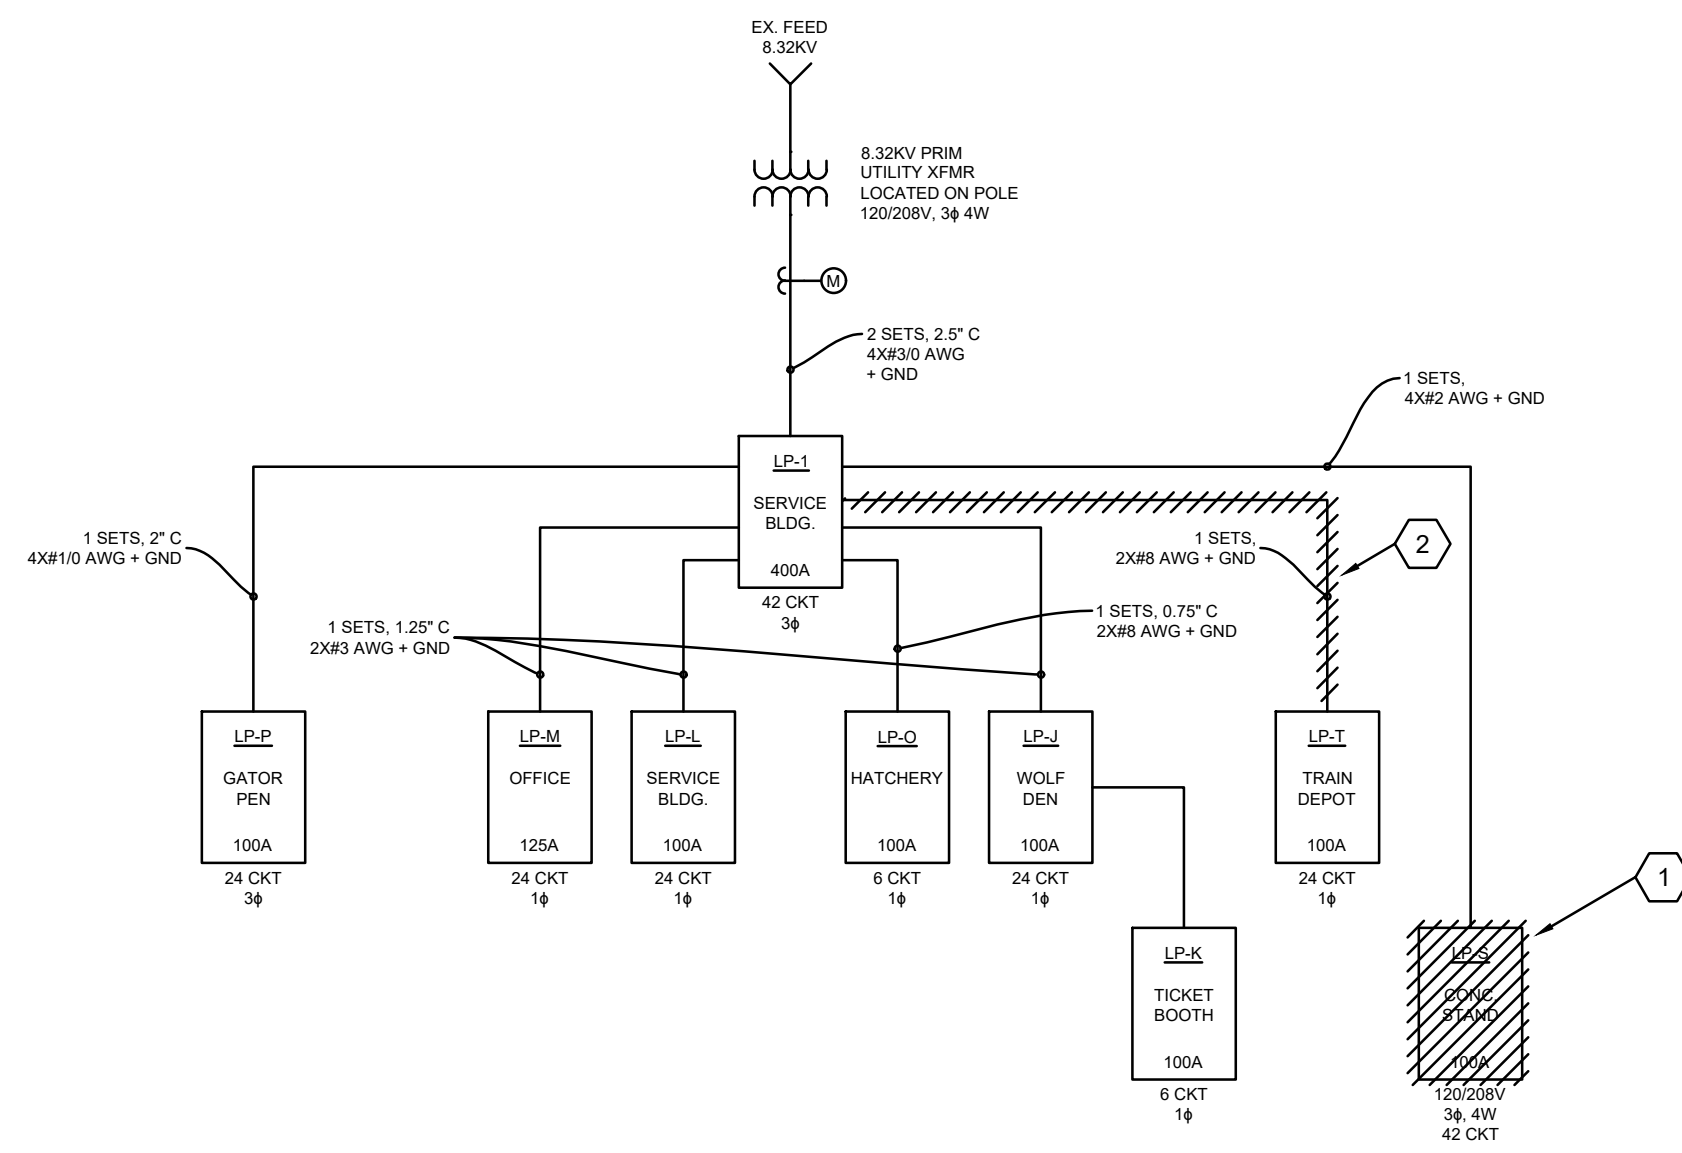 EX. FEED
8.32KV
8.32KV PRIM
UTILITY XFMR
LOCATED ON POLE
120/208V, 3ϕ 4W
M
2 SETS, 2.5" C
4X#3/0 AWG
+ GND
1 SETS,
4X#2 AWG + GND
LP-1
SERVICE
BLDG.
400A
42 CKT
3ϕ
1 SETS, 2" C
4X#1/0 AWG + GND
1 SETS, 1.25" C
2X#3 AWG + GND
1 SETS, 0.75" C
2X#8 AWG + GND
1 SETS,
2X#8 AWG + GND
2
LP-P
GATOR
PEN
100A
24 CKT
3ϕ
LP-M
OFFICE
125A
24 CKT
1ϕ
LP-L
SERVICE
BLDG.
100A
24 CKT
1ϕ
LP-O
HATCHERY
100A
6 CKT
1ϕ
LP-J
WOLF
DEN
100A
24 CKT
1ϕ
LP-T
TRAIN
DEPOT
100A
24 CKT
1ϕ
1
LP-K
TICKET
BOOTH
100A
6 CKT
1ϕ
LP-S
CONC.
STAND
100A
120/208V
3ϕ, 4W
42 CKT